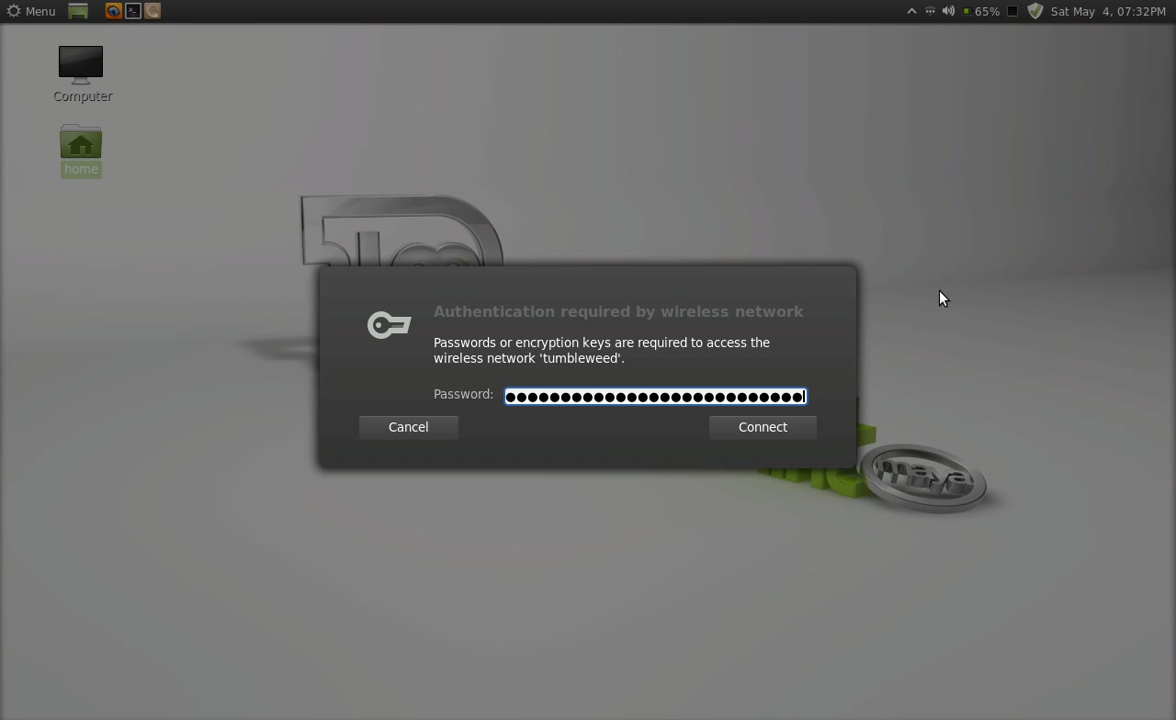 Menu
65%
Sat May 4, 07:32PM
Computer
home
Authentication required by wireless network
Passwords or encryption keys are required to access the
wireless network 'tumbleweed'.
Password:
Cancel
Connect
maya